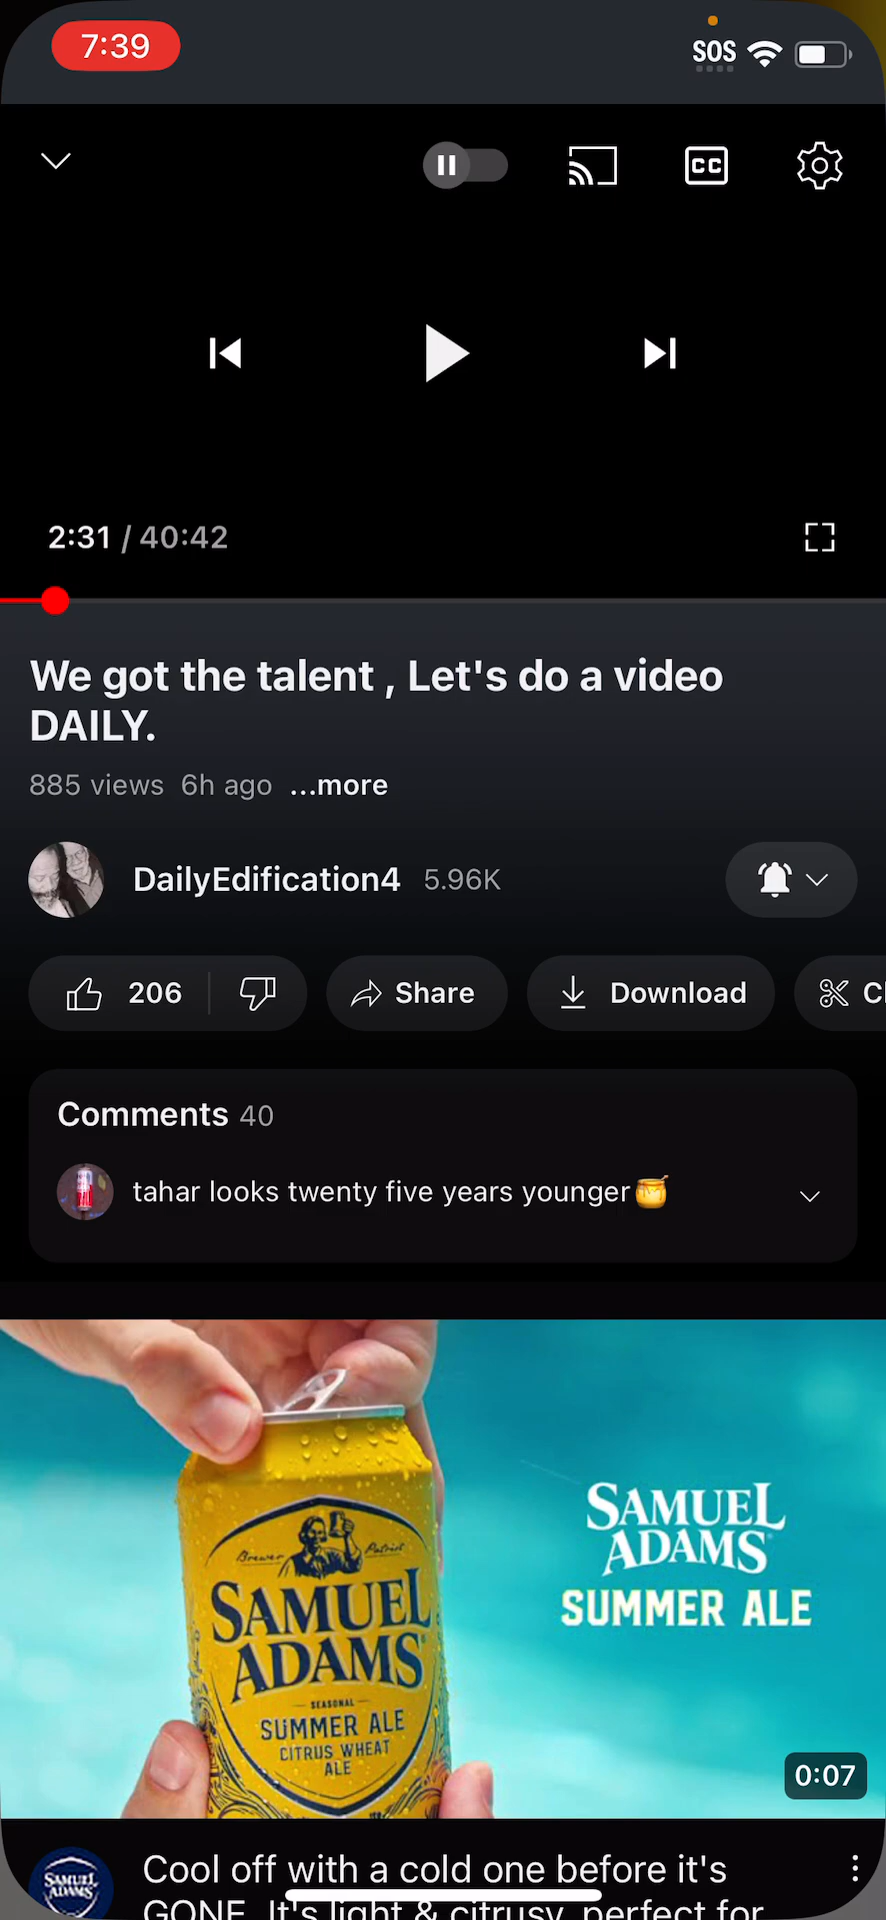 7:39
SOS
CC
2:31 / 40:42
We got the talent , Let's do a video
DAILY.
885 views 6h ago ...more
DailyEdification4 5.96K
206
Share
Download
Comments 40
tahar looks twenty five years younger🍯
Brewer Patriot
SAMUEL
ADAMS
SEASONAL
SUMMER ALE
CITRUS WHEAT
ALE
SAMUEL
ADAMS
SUMMER ALE
0:07
SAMUEL
ADAMS
Cool off with a cold one before it's
GONE. It's light & citrusy, perfect for